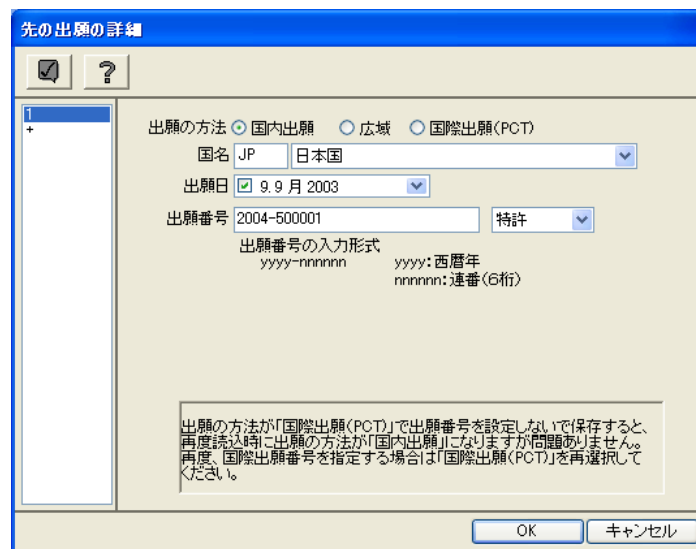 先の出願の詳細
?
1
+
出願の方法 国内出願 広域 国際出願(PCT)
国名 JP 日本国
出願日 9. 9 月 2003
出願番号 2004-500001 特許
出願番号の入力形式
yyyy-nnnnnn yyyy:西暦年
nnnnnn:連番(6桁)
出願の方法が「国際出願(PCT)」で出願番号を設定しないで保存すると、
再度読込時に出願の方法が「国内出願」になりますが問題ありません。
再度、国際出願番号を指定する場合は「国際出願(PCT)」を再選択して
ください。
OK キャンセル